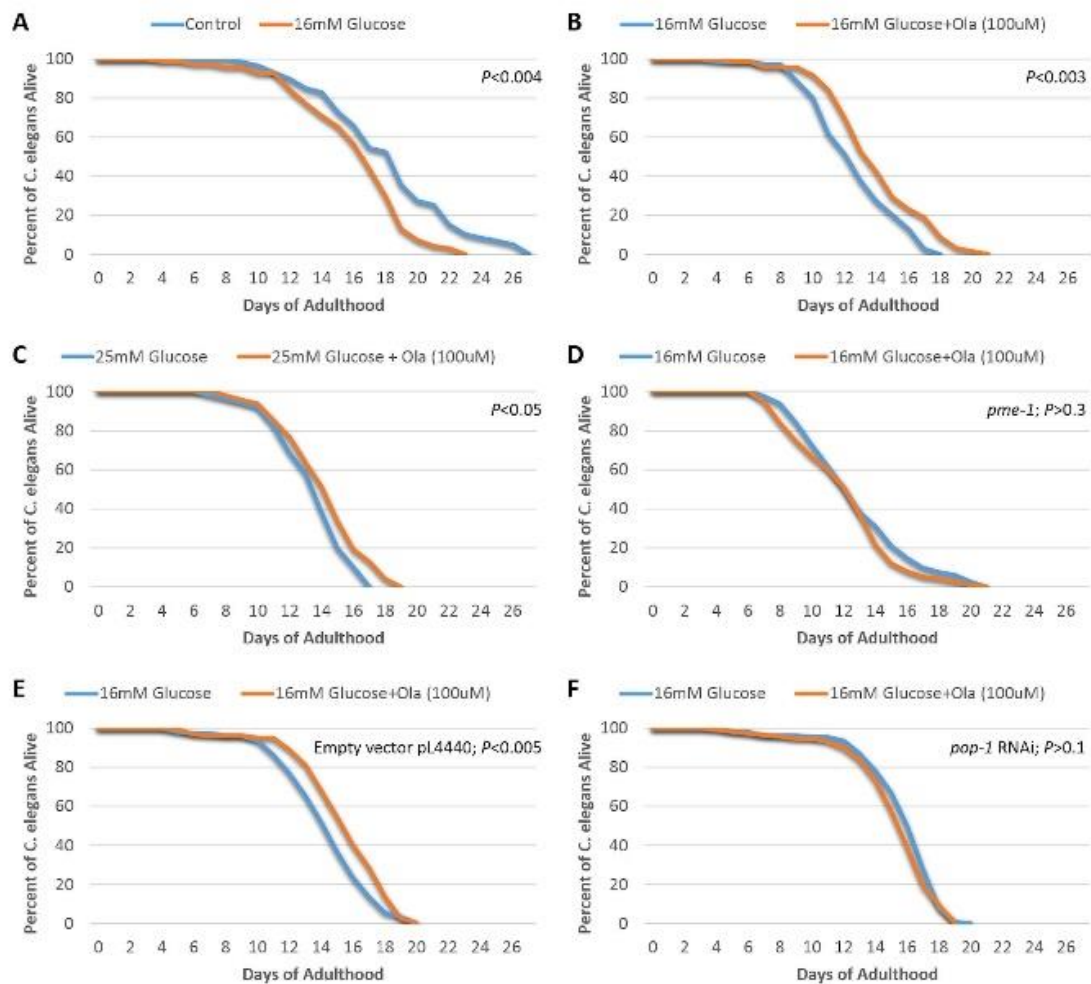 A
Control 16mM Glucose
P<0.004
Percent of C. elegans Alive
100
80
60
40
20
0
0 2 4 6 8 10 12 14 16 18 20 22 24 26
Days of Adulthood
B
16mM Glucose 16mM Glucose+Ola (100uM)
P<0.003
Percent of C. elegans Alive
100
80
60
40
20
0
0 2 4 6 8 10 12 14 16 18 20 22 24 26
Days of Adulthood
C
25mM Glucose 25mM Glucose + Ola (100uM)
P<0.05
Percent of C. elegans Alive
100
80
60
40
20
0
0 2 4 6 8 10 12 14 16 18 20 22 24 26
Days of Adulthood
D
16mM Glucose 16mM Glucose+Ola (100uM)
pme-1; P>0.3
Percent of C. elegans Alive
100
80
60
40
20
0
0 2 4 6 8 10 12 14 16 18 20 22 24 26
Days of Adulthood
E
16mM Glucose 16mM Glucose+Ola (100uM)
Empty vector pL4440; P<0.005
Percent of C. elegans Alive
100
80
60
40
20
0
0 2 4 6 8 10 12 14 16 18 20 22 24 26
Days of Adulthood
F
16mM Glucose 16mM Glucose+Ola (100uM)
pop-1 RNAi; P>0.1
Percent of C. elegans Alive
100
80
60
40
20
0
0 2 4 6 8 10 12 14 16 18 20 22 24 26
Days of Adulthood